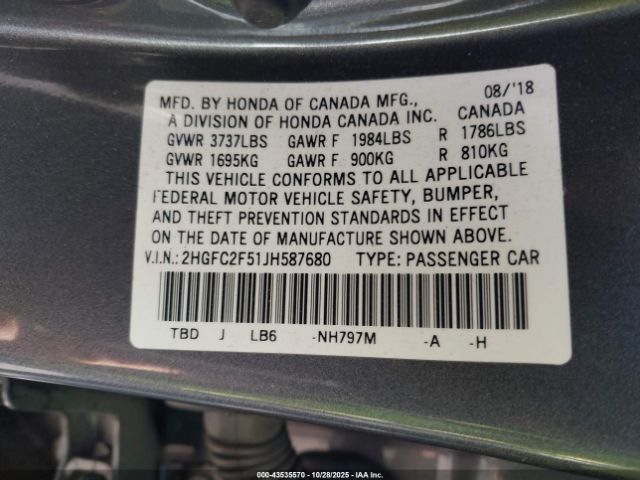 MFD. BY HONDA OF CANADA MFG., 08/'18
A DIVISION OF HONDA CANADA INC. CANADA
GVWR 3737LBS GAWR F 1984LBS R 1786LBS
GVWR 1695KG GAWR F 900KG R 810KG
THIS VEHICLE CONFORMS TO ALL APPLICABLE
FEDERAL MOTOR VEHICLE SAFETY, BUMPER,
AND THEFT PREVENTION STANDARDS IN EFFECT
ON THE DATE OF MANUFACTURE SHOWN ABOVE.
V.I.N.: 2HGFC2F51JH587680 TYPE: PASSENGER CAR
TBD J LB6 -NH797M -A -H
000-43535570 | 10/28/2025 | IAA Inc.